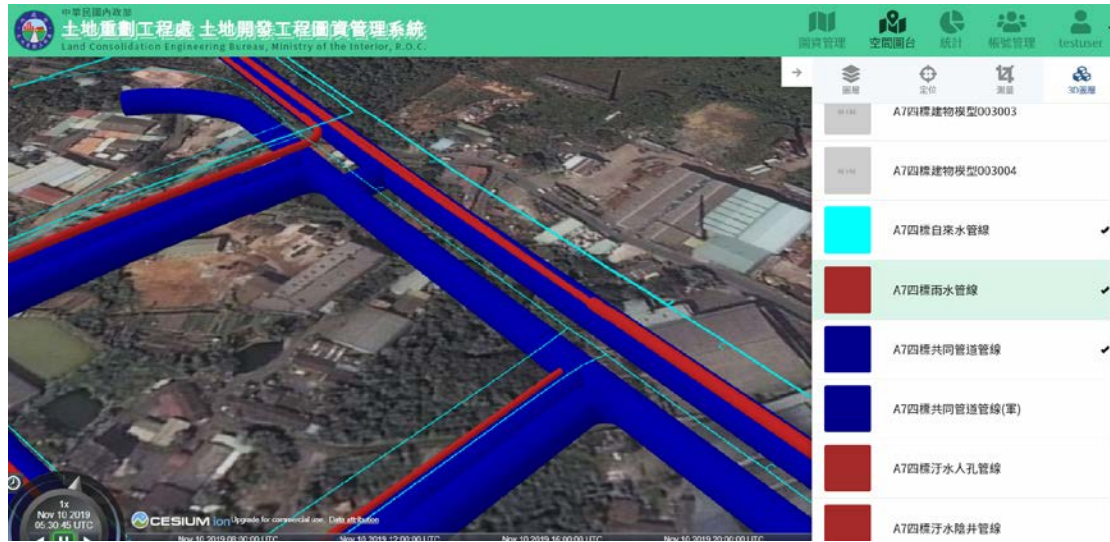 中華民國內政部
土地重劃工程處 土地開發工程圖資管理系統
Land Consolidation Engineering Bureau, Ministry of the Interior, R.O.C.
圖資管理
空間圖台
統計
帳號管理
testuser
圖層
定位
測量
3D圖層
A7四標建物模型003003
A7四標建物模型003004
A7四標自來水管線
A7四標雨水管線
A7四標共同管道管線
A7四標共同管道管線(軍)
A7四標汙水人孔管線
A7四標汙水陰井管線
1x
Nov 10 2019
05:30:45 UTC
CESIUM ion Upgrade for commercial use. Data attribution
Nov 10 2019 08:00:00 UTC
Nov 10 2019 12:00:00 UTC
Nov 10 2019 16:00:00 UTC
Nov 10 2019 20:00:00 UTC